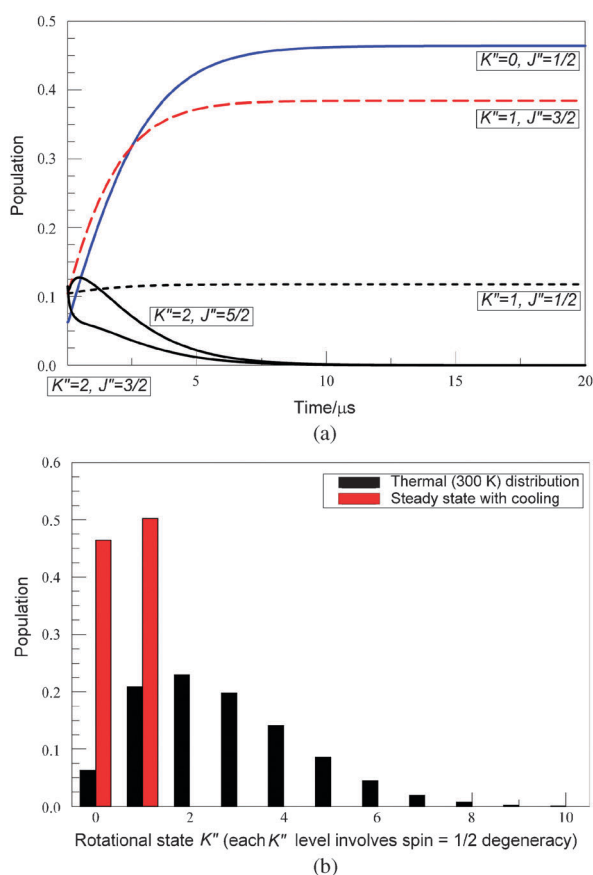 0.5
0.4
0.3
0.2
0.1
0.0
Population
K"=0, J"=1/2
K"=1, J"=3/2
K"=1, J"=1/2
K"=2, J"=5/2
K"=2, J"=3/2
5
10
15
20
Time/μs
(a)
0.6
0.5
0.4
0.3
0.2
0.1
0.0
Population
Thermal (300 K) distribution
Steady state with cooling
0
2
4
6
8
10
Rotational state K" (each K" level involves spin = 1/2 degeneracy)
(b)